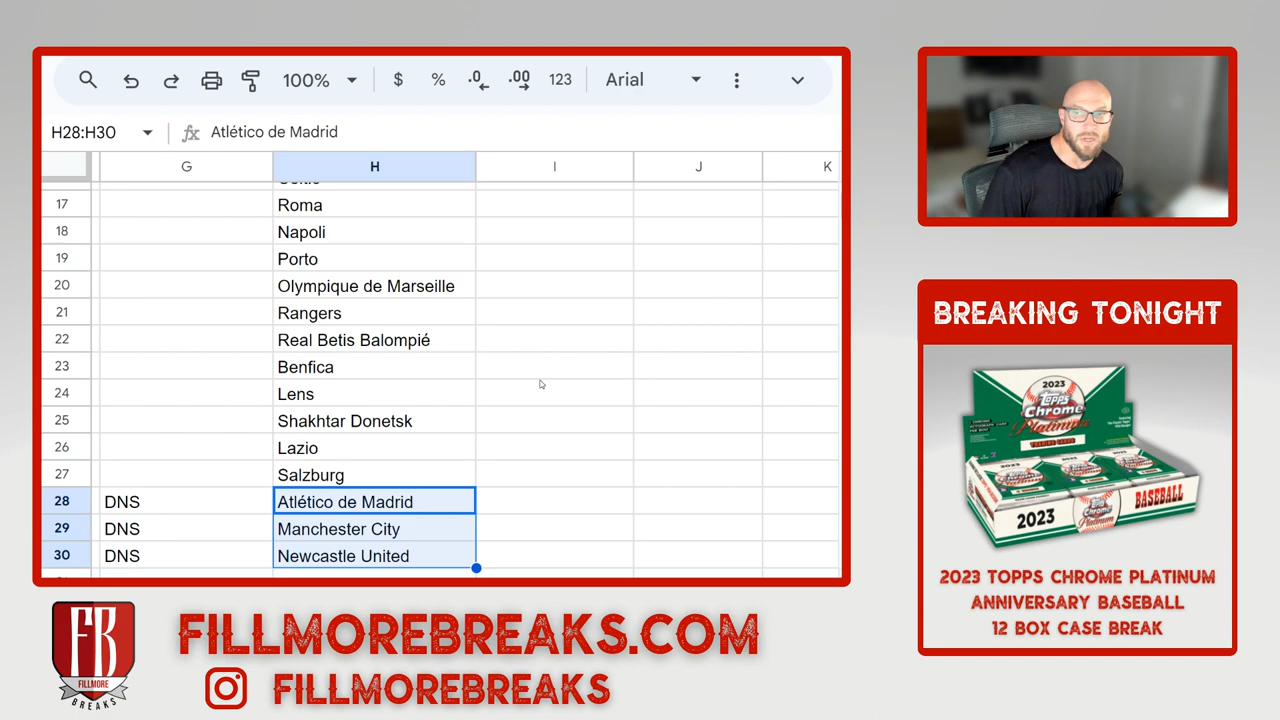 100%
$
%
.0
.00
123
Arial
H28:H30
fx
Atlético de Madrid
G
H
I
J
K
17
Roma
18
Napoli
19
Porto
20
Olympique de Marseille
21
Rangers
22
Real Betis Balompié
23
Benfica
24
Lens
25
Shakhtar Donetsk
26
Lazio
27
Salzburg
28 DNS Atlético de Madrid
29 DNS Manchester City
30 DNS Newcastle United
BREAKING TONIGHT
2023
Topps
Chrome
Platinum
2023
BASEBALL
2023 TOPPS CHROME PLATINUM
ANNIVERSARY BASEBALL
12 BOX CASE BREAK
FB
FILLMORE
BREAKS
FILLMOREBREAKS.COM
FILLMOREBREAKS